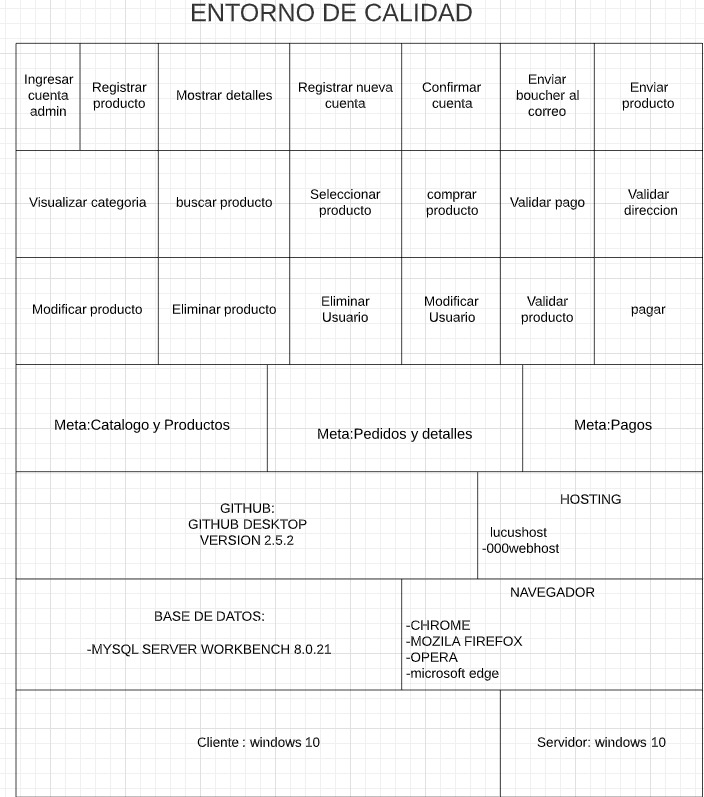 ENTORNO DE CALIDAD
Ingresar
cuenta
admin
Registrar
producto
Mostrar detalles
Registrar nueva
cuenta
Confirmar
cuenta
Enviar
boucher al
correo
Enviar
producto
Visualizar categoria
buscar producto
Seleccionar
producto
comprar
producto
Validar pago
Validar
direccion
Modificar producto
Eliminar producto
Eliminar
Usuario
Modificar
Usuario
Validar
producto
pagar
Meta:Catalogo y Productos
Meta:Pedidos y detalles
Meta:Pagos
GITHUB:
GITHUB DESKTOP
VERSION 2.5.2
HOSTING
lucushost
-000webhost
BASE DE DATOS:
-MYSQL SERVER WORKBENCH 8.0.21
NAVEGADOR
-CHROME
-MOZILA FIREFOX
-OPERA
-microsoft edge
Cliente : windows 10
Servidor: windows 10